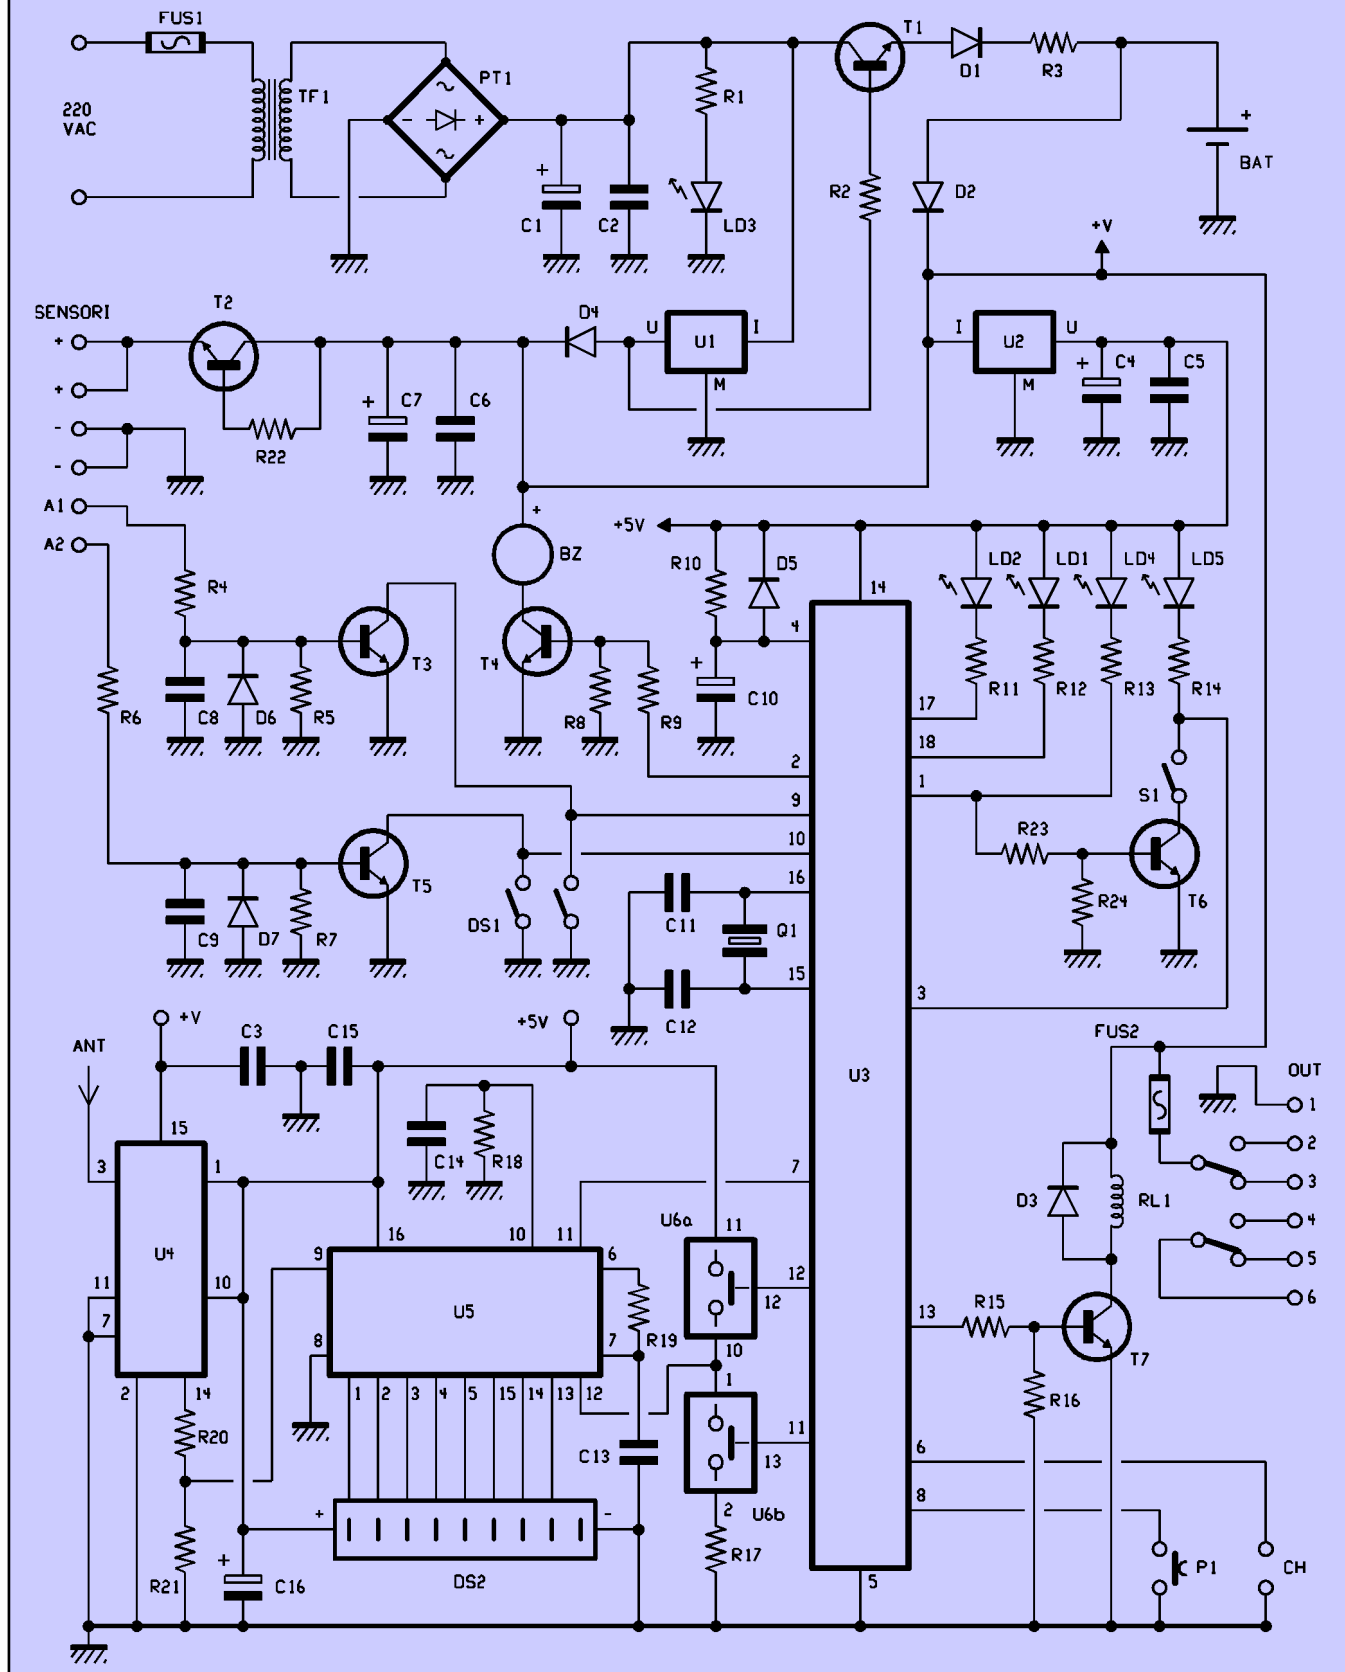 FUS1
T1
PT1
D1
R3
TF1
R1
220
VAC
+
- +
BAT
+
R2
D2
C1
C2
LD3
+V
T2
SENSORI
D4
U
U1
I
I
U2
U
+
M
M
+
C4
C5
+
+
C7
C6
-
R22
-
A1
+
+5V
A2
BZ
R10
D5
LD2
LD1
LD4
LD5
R4
14
4
T3
T4
+
R11
R12
R13
R14
C10
R6
C8
D6
R5
R8
R9
17
18
2
1
S1
9
R23
10
T5
16
R24
T6
DS1
C11
Q1
C9
D7
R7
15
3
C12
+V
C3
C15
+5V
FUS2
ANT
U3
OUT
1
15
2
C14
R18
3
1
7
3
D3
RL1
U6a
4
16
10
11
11
U4
9
6
5
11
10
12
12
6
7
U5
13
R15
8
7
R19
10
T7
2
14
1
2
3
4
5
15
14
13
12
1
R16
R20
11
6
C13
13
8
+
-
2
U6b
+
R17
P1
CH
R21
C16
DS2
5